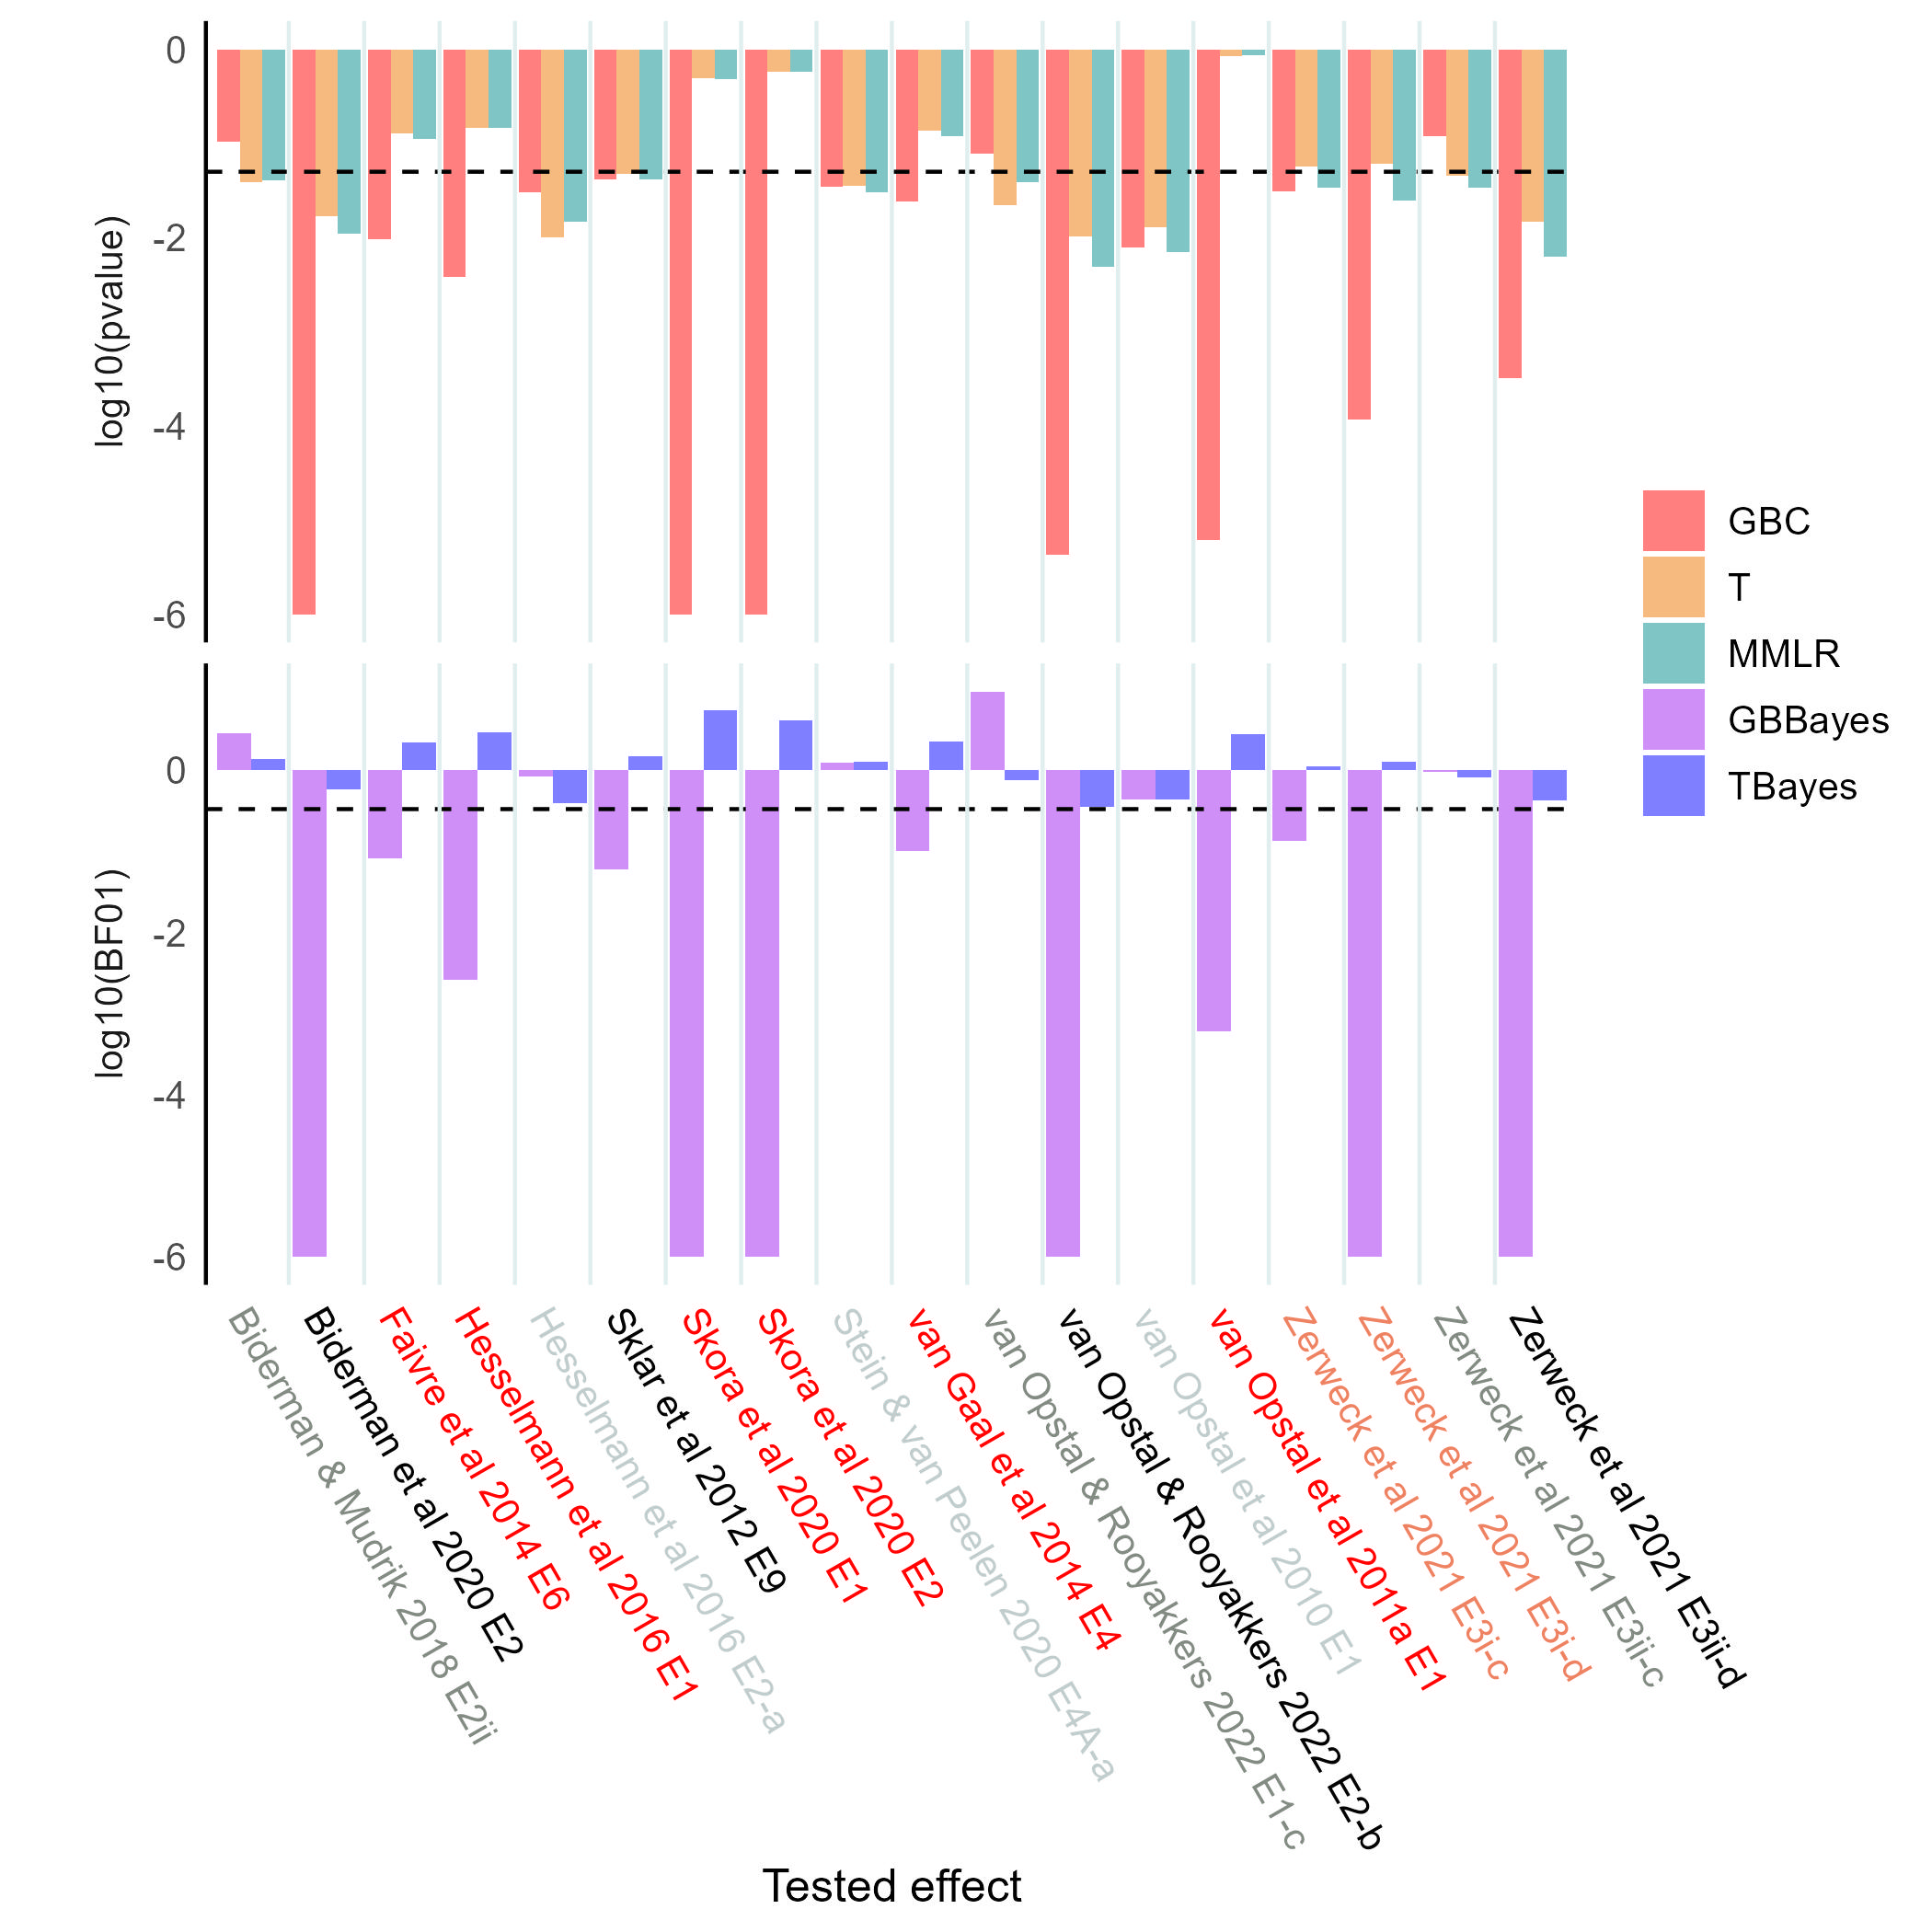 0
-2
-4
-6
log10(pvalue)
0
-2
-4
-6
log10(BF01)
GBC
T
MMLR
GBBayes
TBayes
Biderman & Mudrik 2018 E2ii
Biderman et al 2020 E2
Faivre et al 2014 E6
Hesselmann et al 2016 E1
Hesselmann et al 2016 E2-a
Sklar et al 2012 E9
Skora et al 2020 E1
Skora et al 2020 E2
Stein & van Peelen 2020 E4A-a
van Gaal et al 2014 E4
van Opstal & Rooyakkers 2022 E1-c
van Opstal & Rooyakkers 2022 E2-b
van Opstal et al 2010 E1
van Opstal et al 2011a E1
Zerweck et al 2021 E3i-c
Zerweck et al 2021 E3i-d
Zerweck et al 2021 E3ii-c
Zerweck et al 2021 E3ii-d
Tested effect